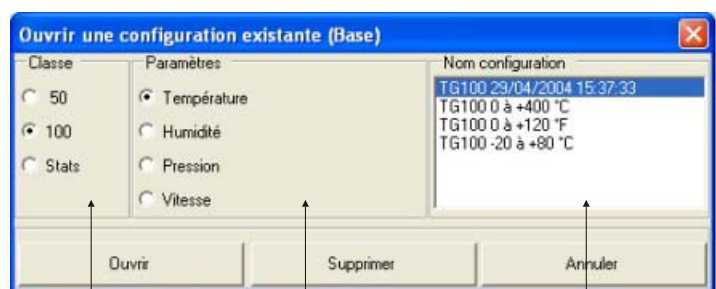 Ouvrir une configuration existante (Base)
Classe
50
100
Stats
Paramètres
Température
Humidité
Pression
Vitesse
Nom configuration
TG100 29/04/2004 15:37:33
TG100 0 à +400 °C
TG100 0 à +120 °F
TG100 -20 à +80 °C
Ouvrir
Supprimer
Annuler